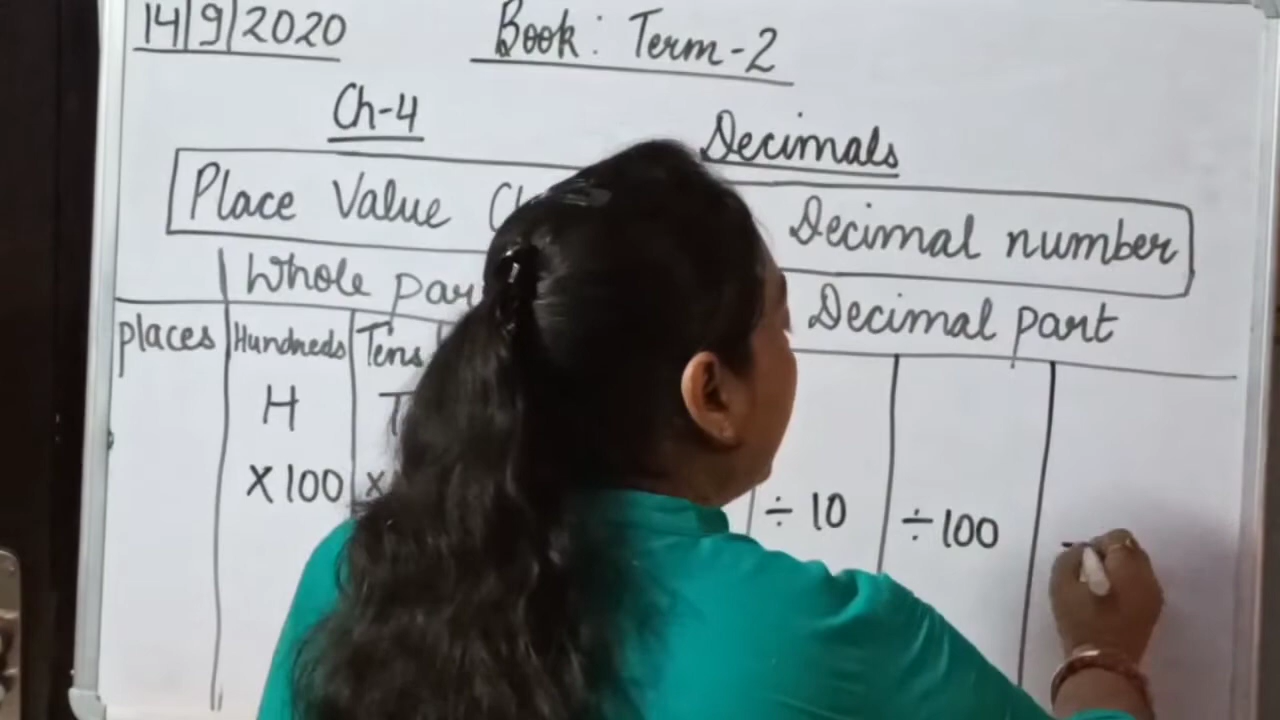 14/9/2020 Book: Term-2
Ch-4 Decimals
Place Value Decimal number
Whole Decimal part
places Hundreds Tens
H T
×100 × ÷10 ÷100